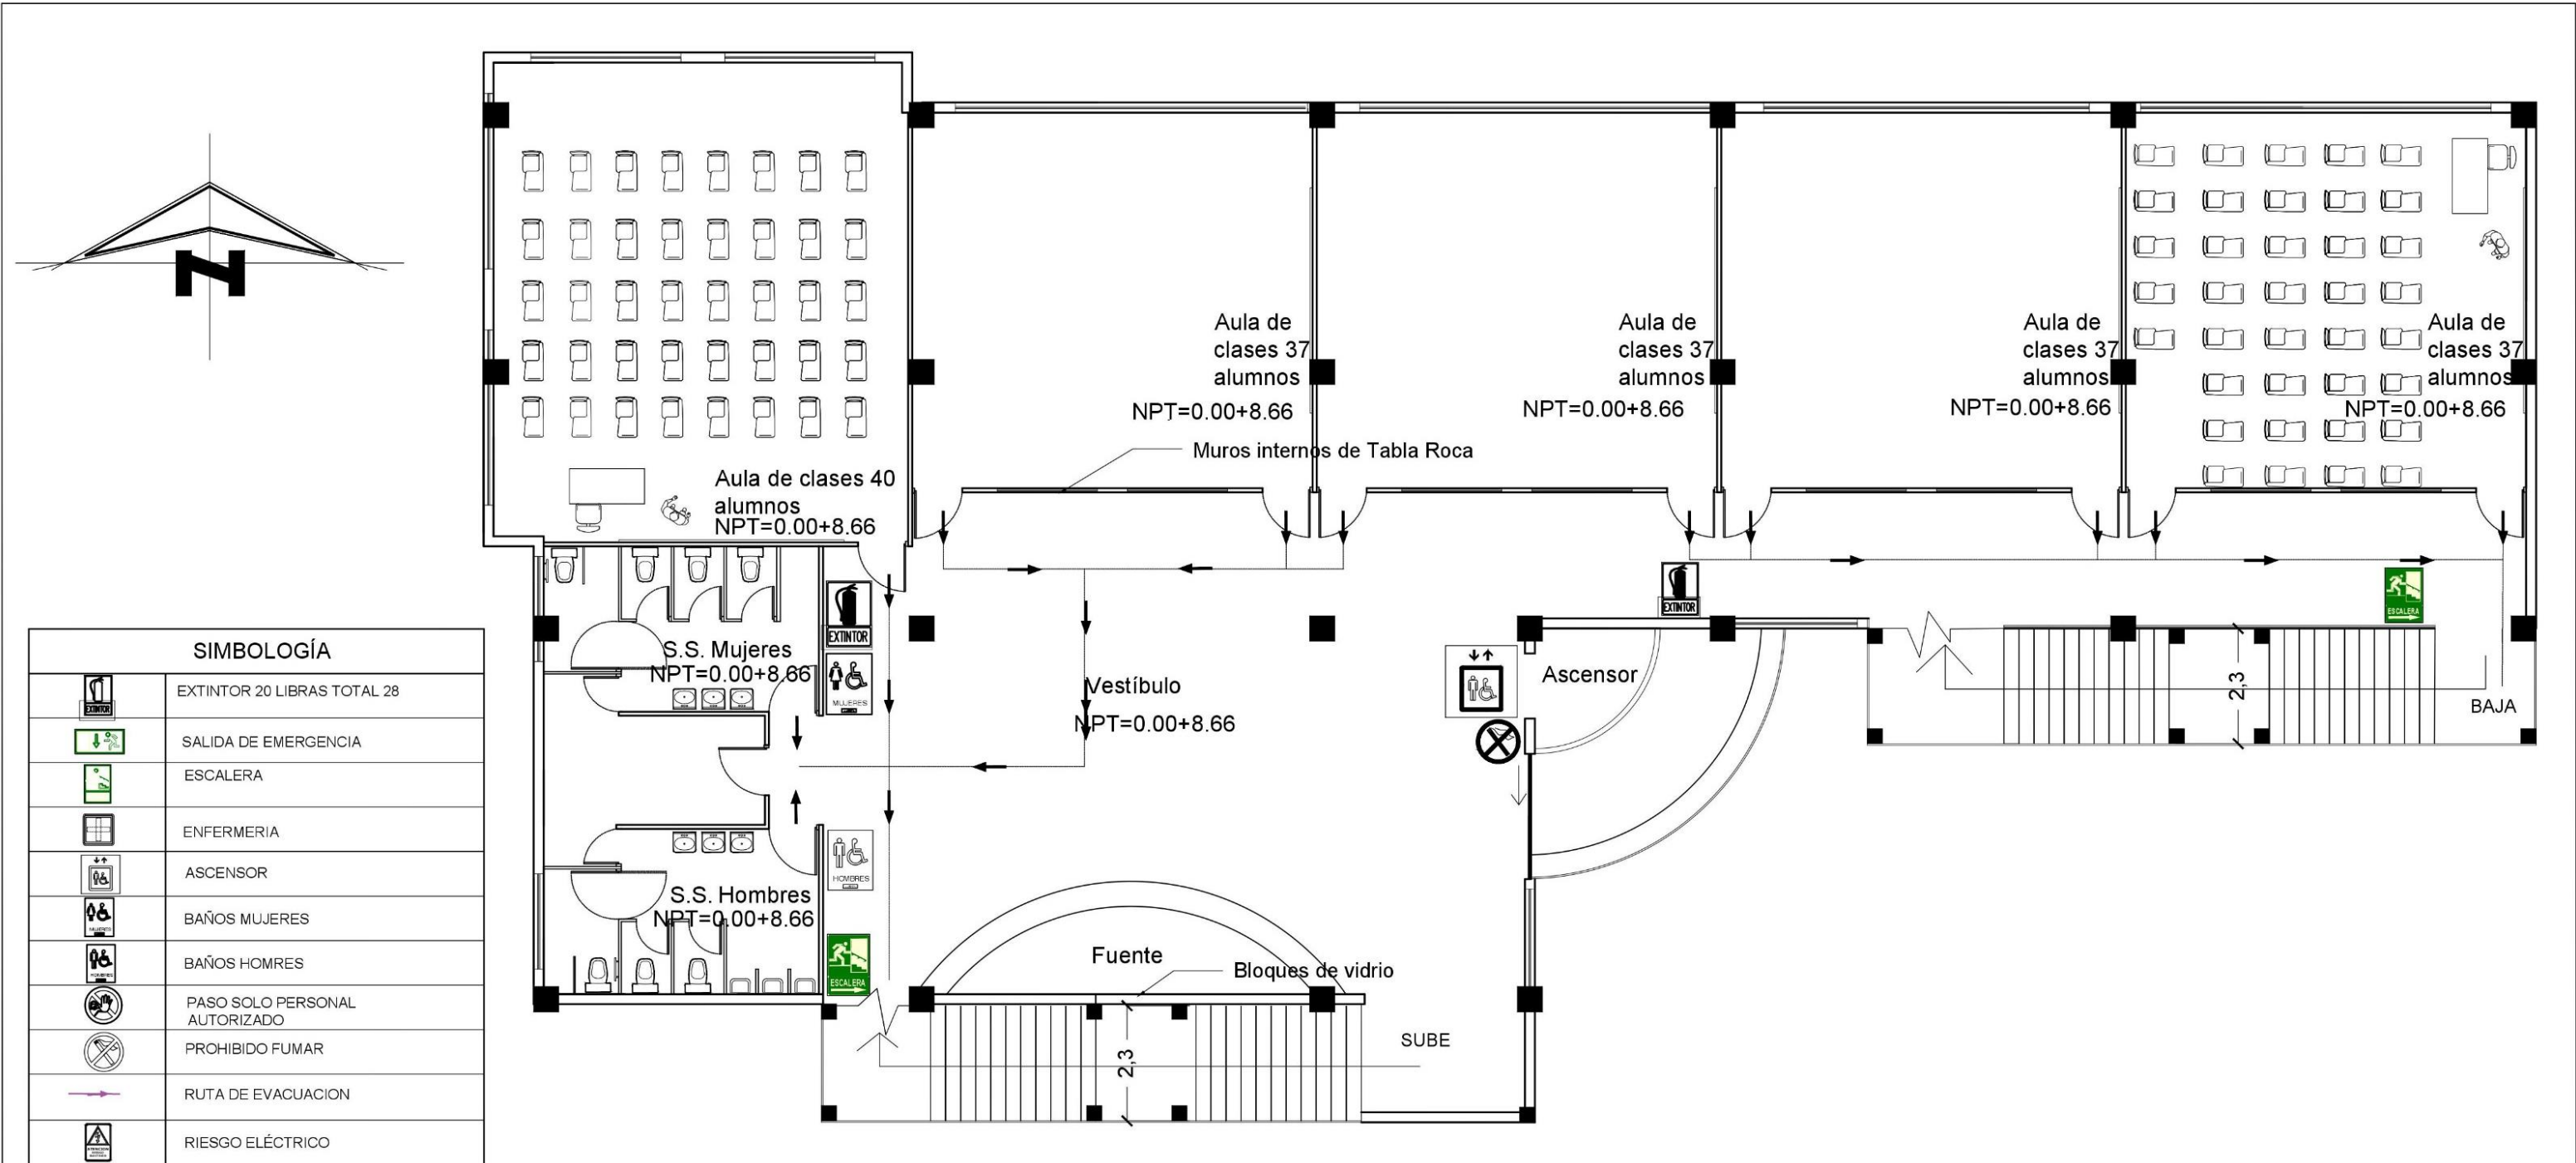 N
Aula de clases 40
alumnos
NPT=0.00+8.66
Aula de
clases 37
alumnos
NPT=0.00+8.66
Aula de
clases 37
alumnos
NPT=0.00+8.66
Aula de
clases 37
alumnos
NPT=0.00+8.66
Aula de
clases 37
alumnos
NPT=0.00+8.66
Muros internos de Tabla Roca
EXTINTOR
EXTINTOR
ESCALERA
S.S. Mujeres
NPT=0.00+8.66
MUJERES
Vestíbulo
NPT=0.00+8.66
Ascensor
2,3
BAJA
HOMBRES
S.S. Hombres
NPT=0.00+8.66
ESCALERA
Fuente
Bloques de vidrio
2,3
SUBE
SIMBOLOGÍA
EXTINTOR
EXTINTOR 20 LIBRAS TOTAL 28
SALIDA DE EMERGENCIA
ESCALERA
ENFERMERIA
ASCENSOR
MUJERES
BAÑOS MUJERES
HOMBRES
BAÑOS HOMRES
PASO SOLO PERSONAL
AUTORIZADO
PROHIBIDO FUMAR
RUTA DE EVACUACION
RIESGO ELÉCTRICO